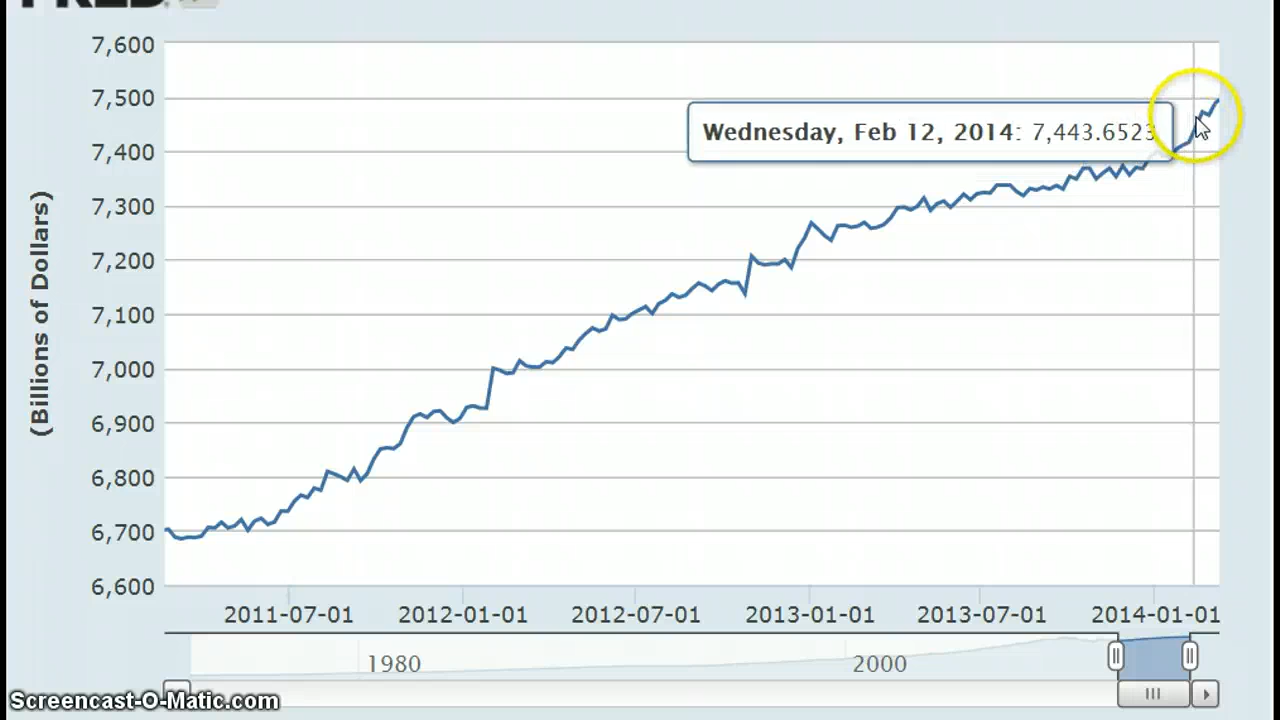 FRED
7,600
7,500
Wednesday, Feb 12, 2014: 7,443.6523
7,400
7,300
7,200
7,100
7,000
6,900
6,800
6,700
6,600
(Billions of Dollars)
2011-07-01 2012-01-01 2012-07-01 2013-01-01 2013-07-01 2014-01-01
1980 2000
Screencast-O-Matic.com